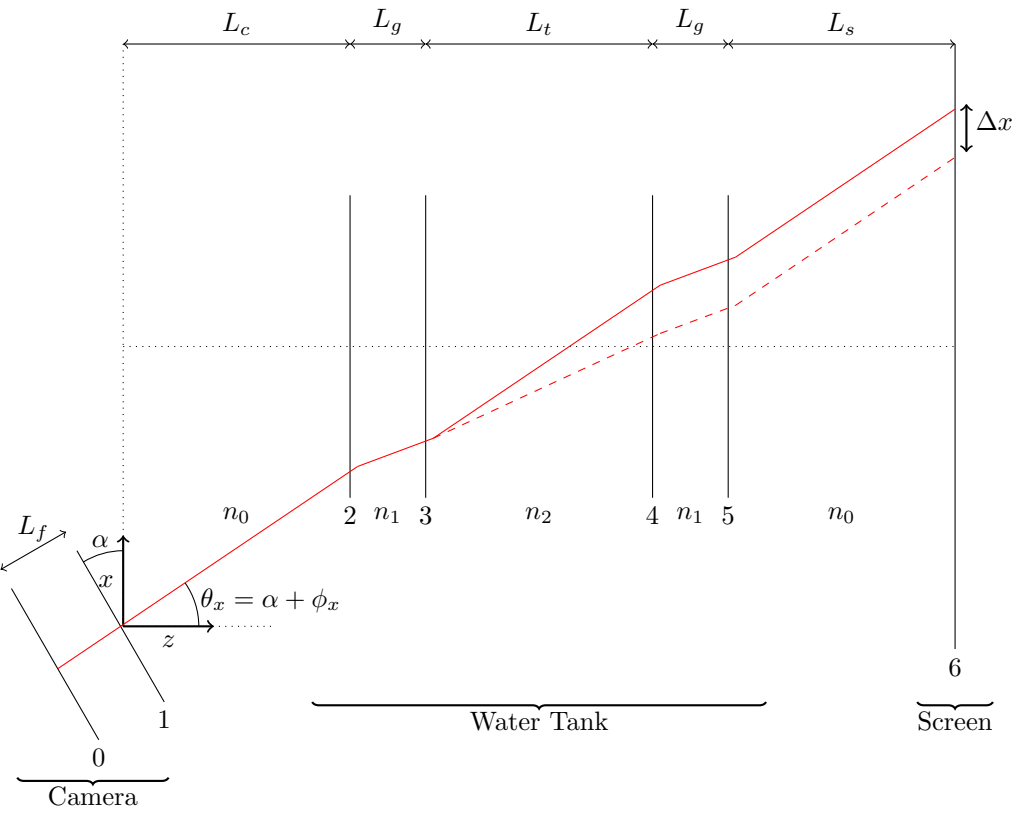 L_c L_g L_t L_g L_s
Δx
n_0 2 n_1 3 n_2 4 n_1 5 n_0
L_f
α
x
θ_x = α + ϕ_x
z
6
1
Water Tank
Screen
0
Camera